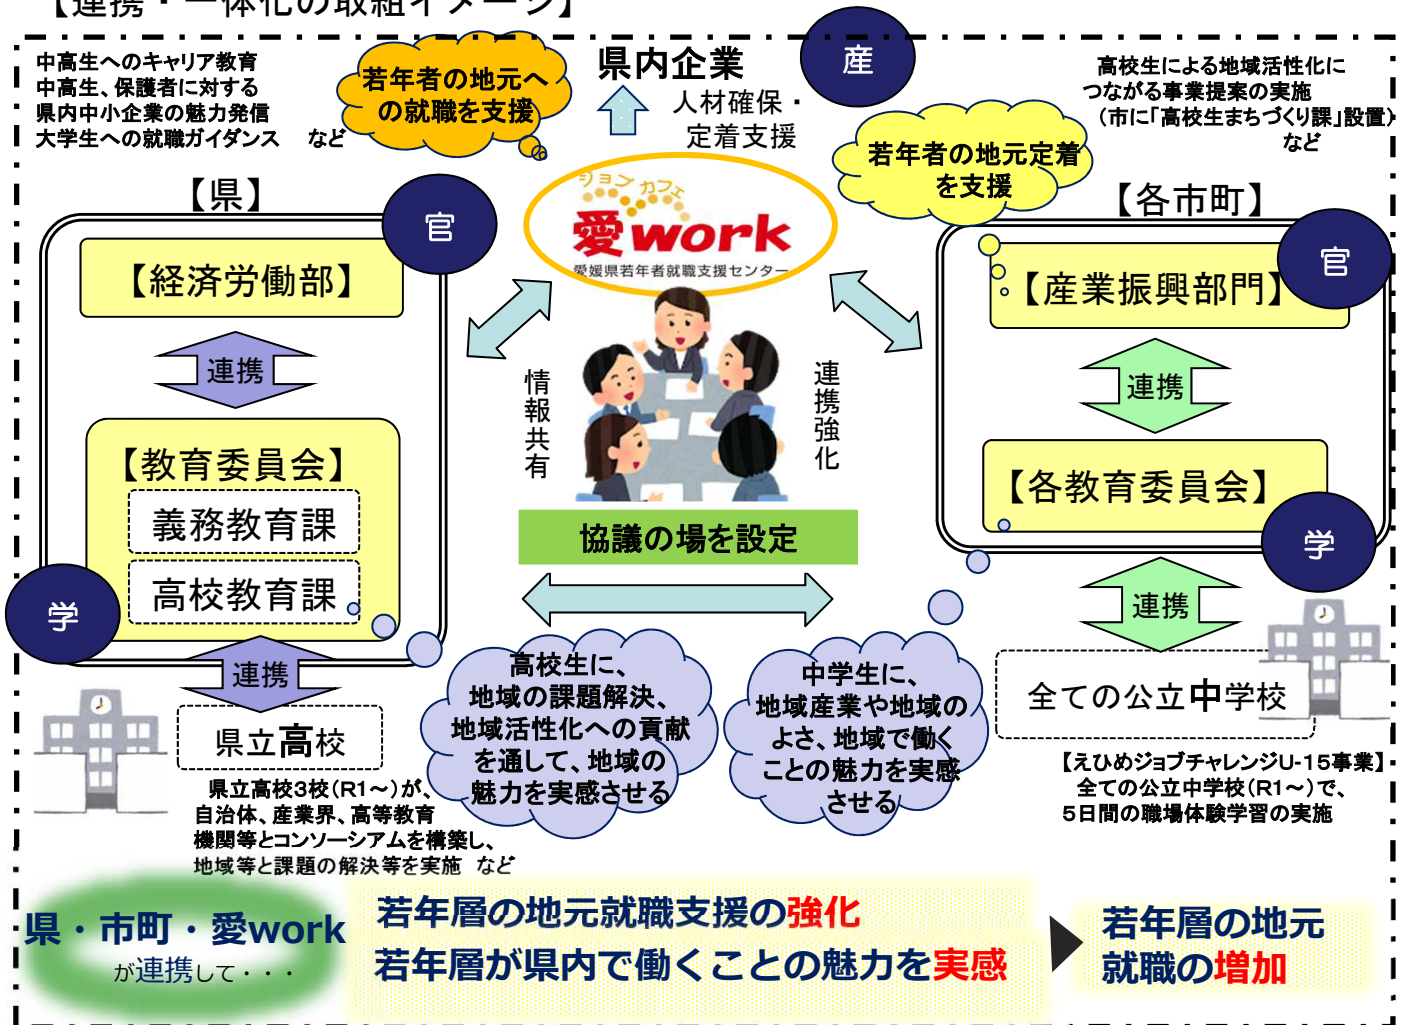 【連携・一体化の取組イメージ】
中高生へのキャリア教育
中高生、保護者に対する
県内中小企業の魅力発信
大学生への就職ガイダンス　など
若年者の地元へ
の就職を支援
県内企業
人材確保・
定着支援
産
高校生による地域活性化に
つながる事業提案の実施
（市に「高校生まちづくり課」設置）
など
若年者の地元定着
を支援
【県】
官
【経済労働部】
連携
【教育委員会】
義務教育課
高校教育課
学
連携
県立高校
県立高校3校（R1～）が、
自治体、産業界、高等教育
機関等とコンソーシアムを構築し、
地域等と課題の解決等を実施　など
ジョブカフェ
愛work
愛媛県若年者就職支援センター
情報共有
連携強化
協議の場を設定
高校生に、
地域の課題解決、
地域活性化への貢献
を通して、地域の
魅力を実感させる
中学生に、
地域産業や地域の
よさ、地域で働く
ことの魅力を実感
させる
【各市町】
官
【産業振興部門】
連携
【各教育委員会】
学
連携
全ての公立中学校
【えひめジョブチャレンジU-15事業】
全ての公立中学校（R1～）で、
5日間の職場体験学習の実施
県・市町・愛work
が連携して・・・
若年層の地元就職支援の強化
若年層が県内で働くことの魅力を実感
若年層の地元
就職の増加